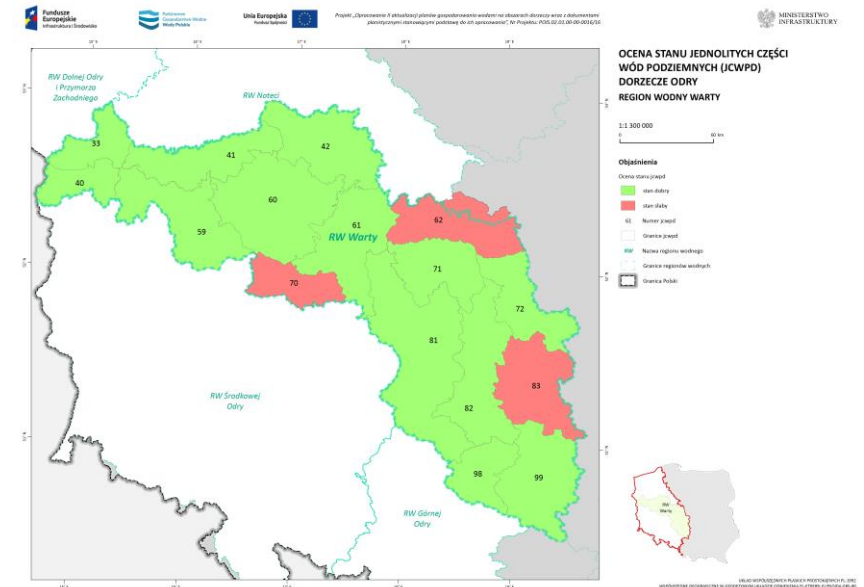 Fundusze
Europejskie
Infrastruktura i Środowisko
Państwowe
Gospodarstwo Wodne
Wody Polskie
Unia Europejska
Fundusz Spójności
Projekt „Opracowanie II aktualizacji planów gospodarowania wodami na obszarach dorzeczy wraz z dokumentami
planistycznymi stanowiącymi podstawę do ich opracowania", Nr Projektu: POIS.02.01.00-00-0016/16
MINISTERSTWO
INFRASTRUKTURY
OCENA STANU JEDNOLITYCH CZĘŚCI
WÓD PODZIEMNYCH (JCWPD)
DORZECZE ODRY
REGION WODNY WARTY
1:1 300 000
0 60 km
Objaśnienia
Ocena stanu jcwpd
stan dobry
stan słaby
61 Numer jcwpd
Granice jcwpd
RW Nazwa regionu wodnego
Granice regionów wodnych
Granica Polski
RW Dolnej Odry
i Przymorza
Zachodniego
RW Noteci
33
41
42
40
60
59
61
62
RW Warty
70
71
72
81
83
82
98
99
RW Środkowej
Odry
RW Górnej
Odry
RW
Warty